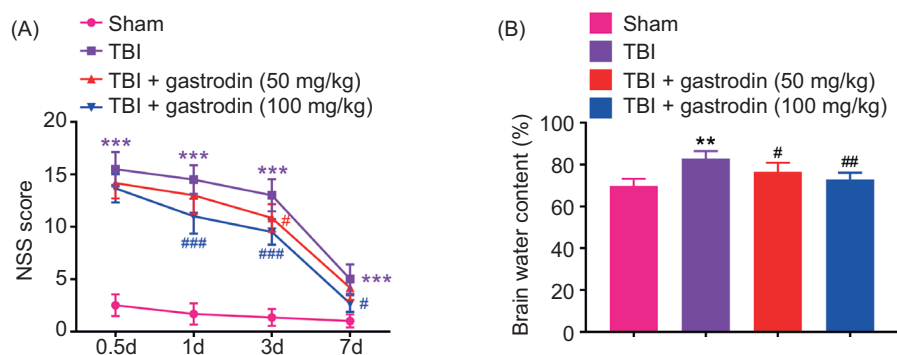 (A)
Sham
TBI
TBI + gastrodin (50 mg/kg)
TBI + gastrodin (100 mg/kg)
NSS score
20
15
10
5
0
***
***
***
***
#
###
###
#
0.5d 1d 3d 7d
(B)
Sham
TBI
TBI + gastrodin (50 mg/kg)
TBI + gastrodin (100 mg/kg)
Brain water content (%)
100
80
60
40
20
0
**
#
##